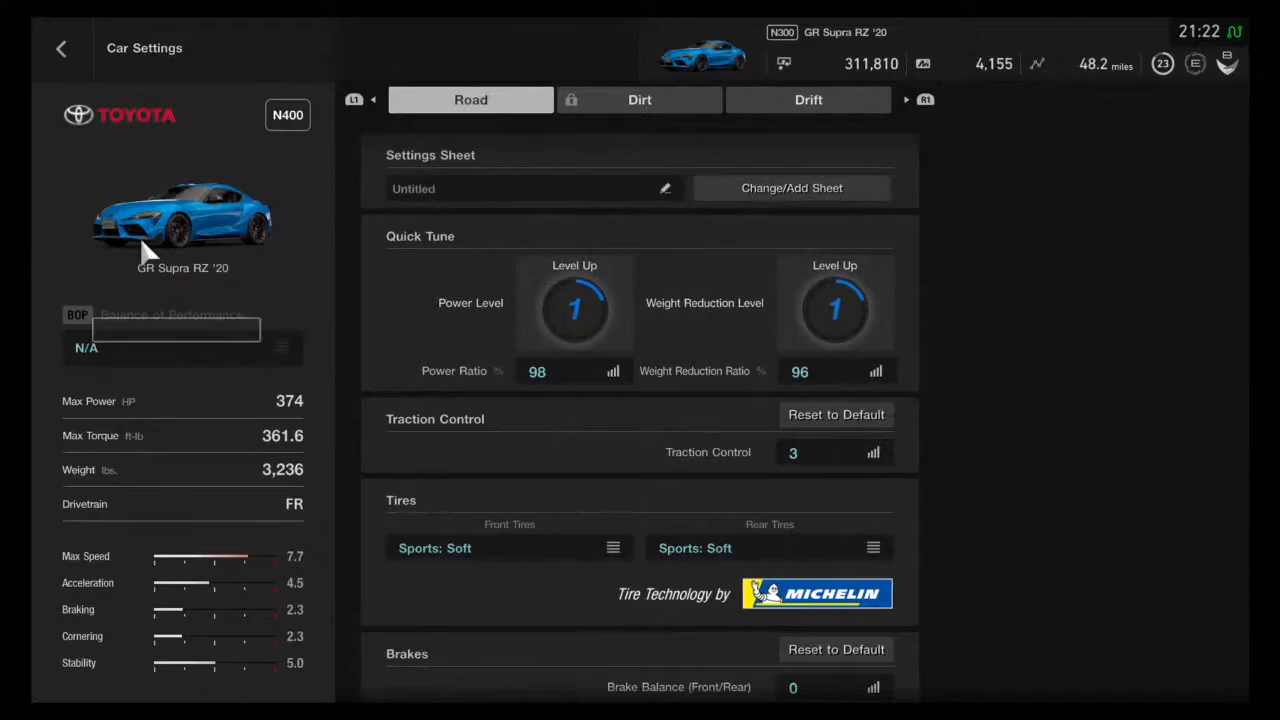 Car Settings
N300 GR Supra RZ '20
311,810
4,155
48.2 miles
23
E
B
21:22
TOYOTA
N400
GR Supra RZ '20
BOP Balance of Performance
N/A
Max Power HP 374
Max Torque ft-lb 361.6
Weight lbs. 3,236
Drivetrain FR
Max Speed 7.7
Acceleration 4.5
Braking 2.3
Cornering 2.3
Stability 5.0
L1 Road Dirt Drift R1
Settings Sheet
Untitled Change/Add Sheet
Quick Tune
Level Up Level Up
Power Level 1 Weight Reduction Level 1
Power Ratio % 98 Weight Reduction Ratio % 96
Traction Control Reset to Default
Traction Control 3
Tires
Front Tires Rear Tires
Sports: Soft Sports: Soft
Tire Technology by MICHELIN
Brakes Reset to Default
Brake Balance (Front/Rear) 0